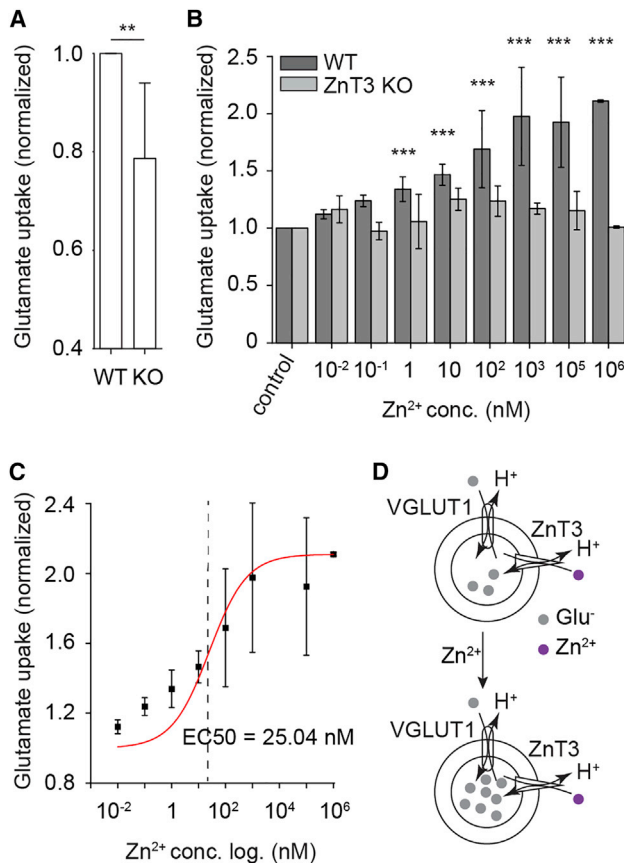 A
**
Glutamate uptake (normalized)
1.0
0.8
0.6
0.4
WT KO
B
WT
ZnT3 KO
*** *** *** *** *** ***
Glutamate uptake (normalized)
2.5
2.0
1.5
1.0
0.5
0
control 10⁻² 10⁻¹ 1 10 10² 10³ 10⁵ 10⁶
Zn²⁺ conc. (nM)
C
Glutamate upake (normalized)
2.4
2.0
1.6
1.2
0.8
EC50 = 25.04 nM
10⁻² 1 10² 10⁴ 10⁶
Zn²⁺ conc. log. (nM)
D
H⁺
VGLUT1
ZnT3
H⁺
Glu⁻
Zn²⁺
Zn²⁺
H⁺
VGLUT1
ZnT3
H⁺